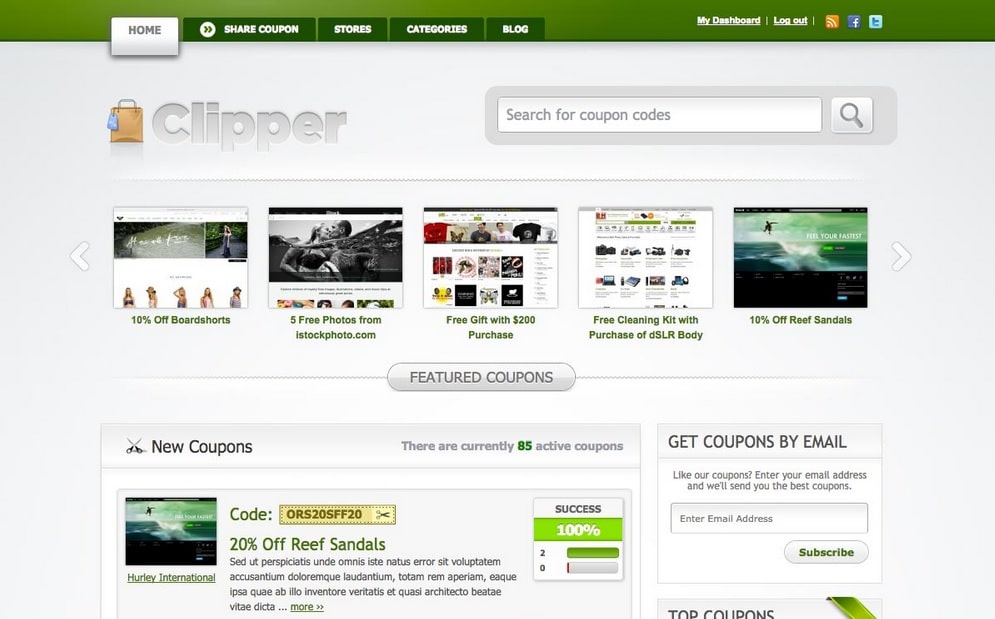 HOME
SHARE COUPON
STORES
CATEGORIES
BLOG
My Dashboard | Log out |
Clipper
Search for coupon codes
FEEL YOUR FASTEST
10% Off Boardshorts
5 Free Photos from
istockphoto.com
Free Gift with $200
Purchase
Free Cleaning Kit with
Purchase of dSLR Body
10% Off Reef Sandals
FEATURED COUPONS
New Coupons
There are currently 85 active coupons
Code: ORS20SFF20
20% Off Reef Sandals
Sed ut perspiciatis unde omnis iste natus error sit voluptatem
accusantium doloremque laudantium, totam rem aperiam, eaque
ipsa quae ab illo inventore veritatis et quasi architecto beatae
vitae dicta ... more ››
Hurley International
SUCCESS
100%
2
0
GET COUPONS BY EMAIL
Like our coupons? Enter your email address
and we'll send you the best coupons.
Enter Email Address
Subscribe
TOP COUPONS